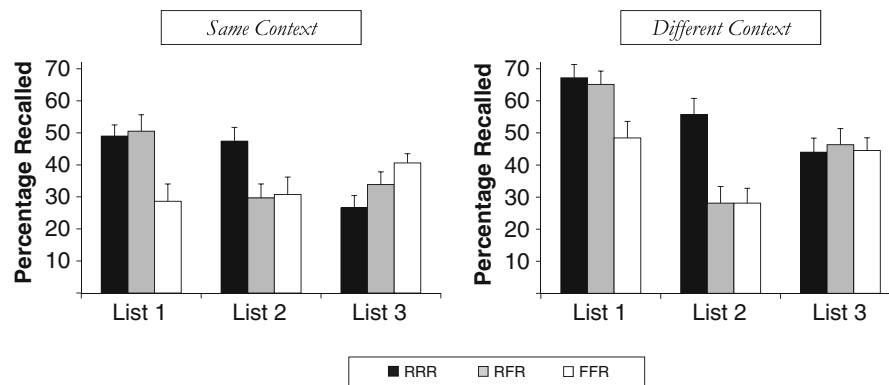 Same Context
Different Context
Percentage Recalled
70
60
50
40
30
20
10
List 1 List 2 List 3
Percentage Recalled
70
60
50
40
30
20
10
List 1 List 2 List 3
RRR RFR FFR